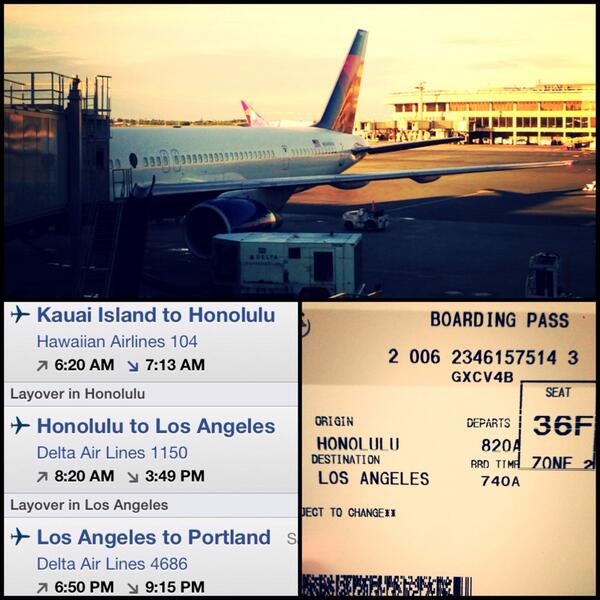 DELTA
Kauai Island to Honolulu
Hawaiian Airlines 104
6:20 AM 7:13 AM
Layover in Honolulu
Honolulu to Los Angeles
Delta Air Lines 1150
8:20 AM 3:49 PM
Layover in Los Angeles
Los Angeles to Portland S
Delta Air Lines 4686
6:50 PM 9:15 PM
BOARDING PASS
2 006 2346157514 3
GXCV4B
SEAT
36F
ZONE 2
ORIGIN DEPARTS
HONOLULU 820A
DESTINATION BRD TIME
LOS ANGELES 740A
JECT TO CHANGE**